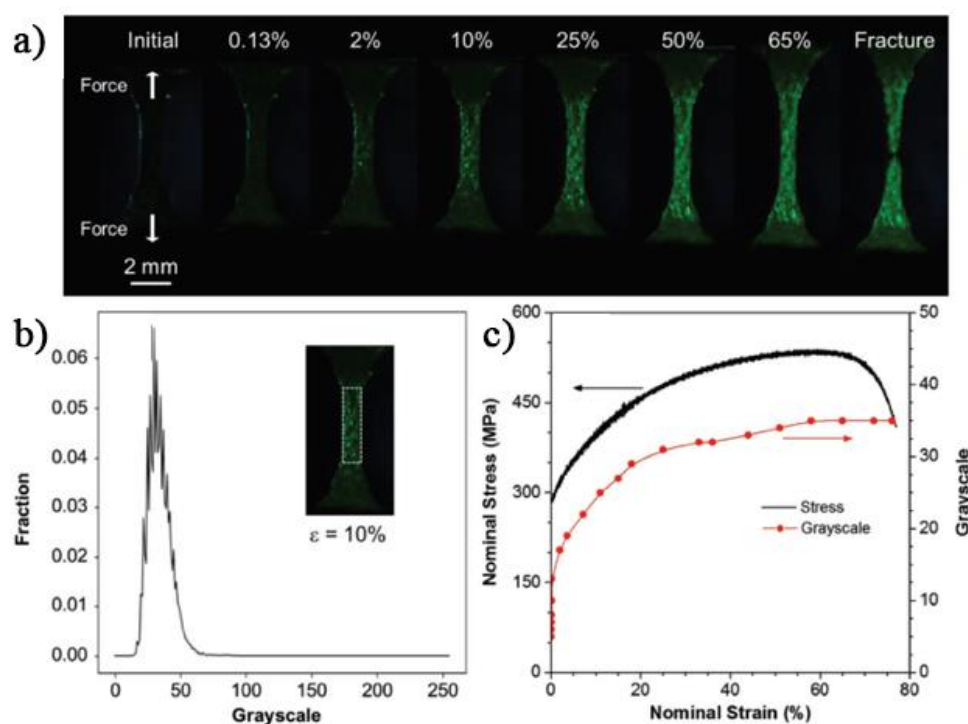 a)
Initial 0.13% 2% 10% 25% 50% 65% Fracture
Force
Force
2 mm
b)
0.06
0.05
0.04
0.03
0.02
0.01
0.00
Fraction
0 50 100 150 200 250
Grayscale
ε = 10%
c)
600
450
300
150
0
Nominal Stress (MPa)
50
40
30
20
10
0
Grayscale
Stress
Grayscale
0 20 40 60 80
Nominal Strain (%)